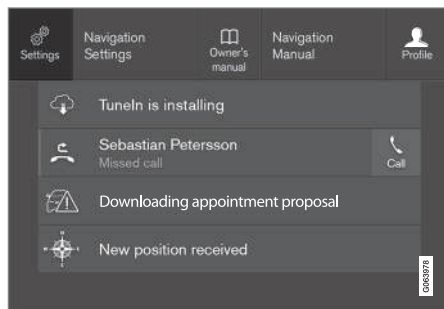 Settings
Navigation
Settings
Owner's
manual
Navigation
Manual
Profile
TuneIn is installing
Sebastian Petersson
Missed call
Call
Downloading appointment proposal
New position received
G063978